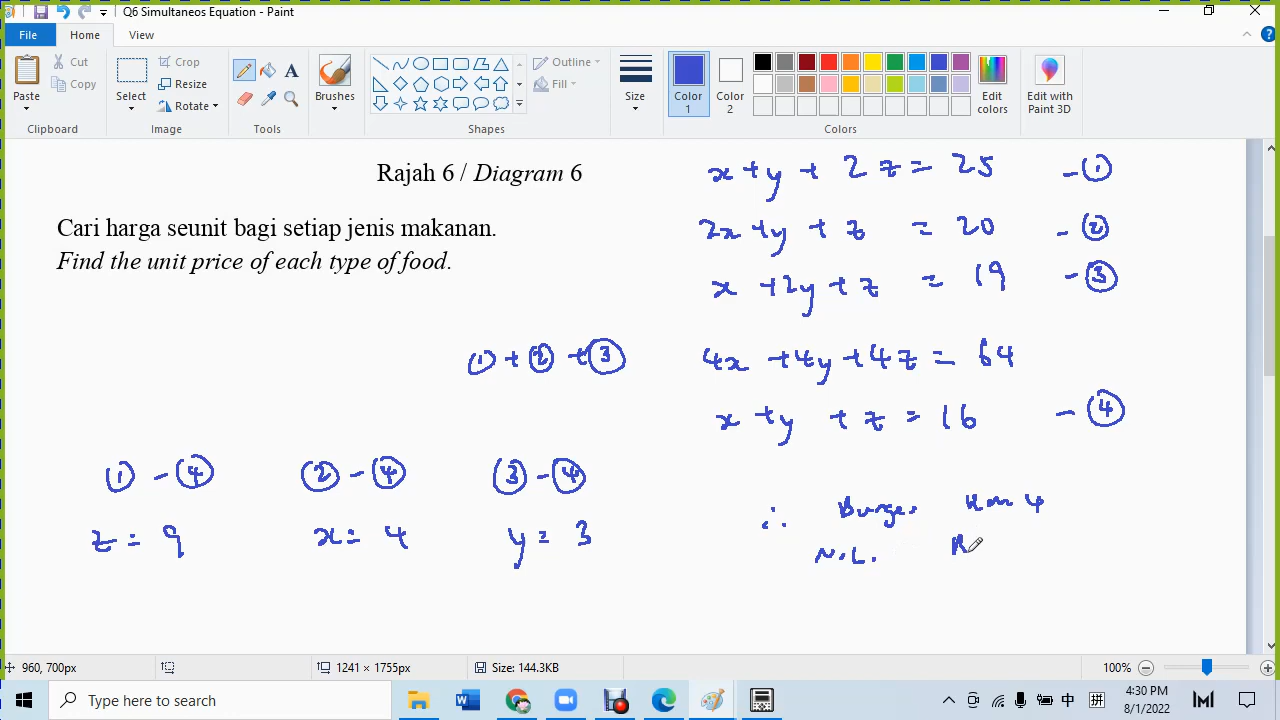 Q6 Simultaneos Equation - Paint
File Home View
Paste Cut Copy Clipboard
Select Crop Resize Rotate Image
Tools
Brushes
Outline Fill Shapes
Size
Color 1 Color 2 Edit colors Colors
Edit with Paint 3D
Rajah 6 / Diagram 6
Cari harga seunit bagi setiap jenis makanan.
Find the unit price of each type of food.
x + y + 2z = 25 - ①
2x + y + z = 20 - ②
x + 2y + z = 19 - ③
① + ② + ③ 4x + 4y + 4z = 64
x + y + z = 16 - ④
① - ④ ② - ④ ③ - ④
z = 9 x = 4 y = 3
∴ Burger Rm 4
N.L. R
960, 700px 1241 × 1755px Size: 144.3KB 100%
Type here to search
中 拼 4:30 PM
8/1/2022